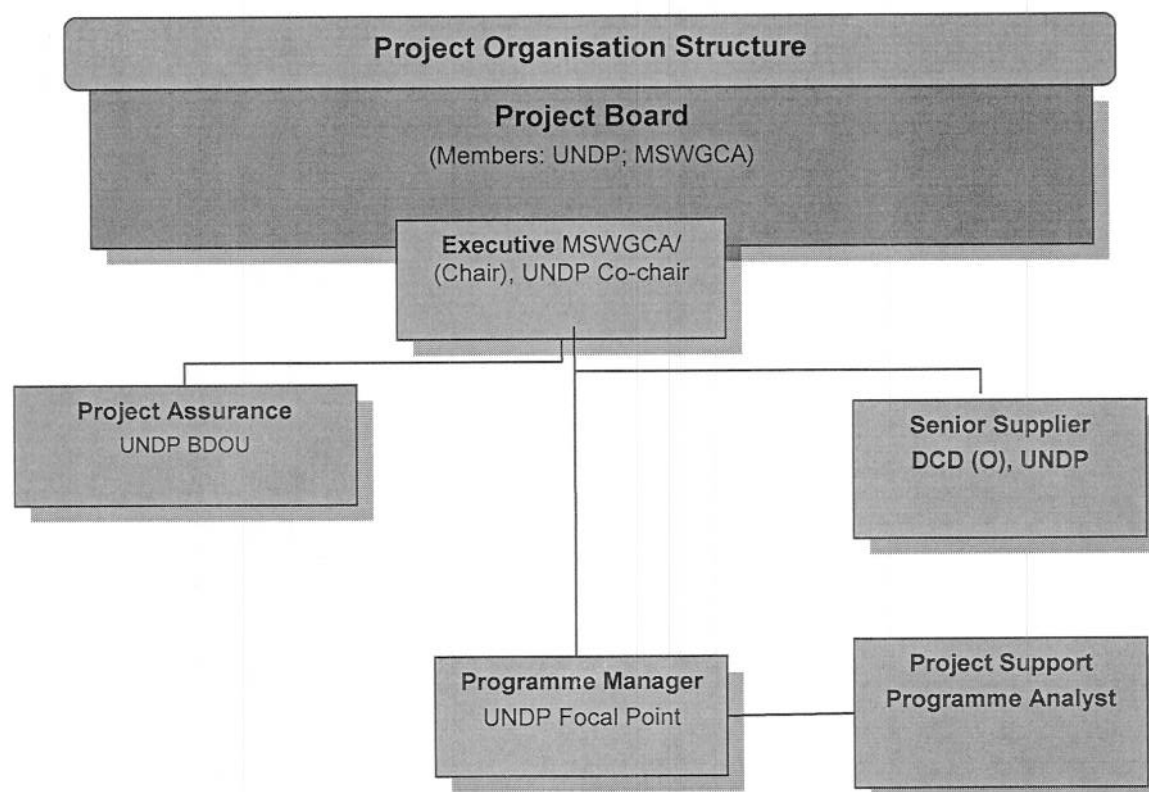 Project Organisation Structure
Project Board
(Members: UNDP; MSWGCA)
Executive MSWGCA/
(Chair), UNDP Co-chair
Project Assurance
UNDP BDOU
Senior Supplier
DCD (O), UNDP
Programme Manager
UNDP Focal Point
Project Support
Programme Analyst